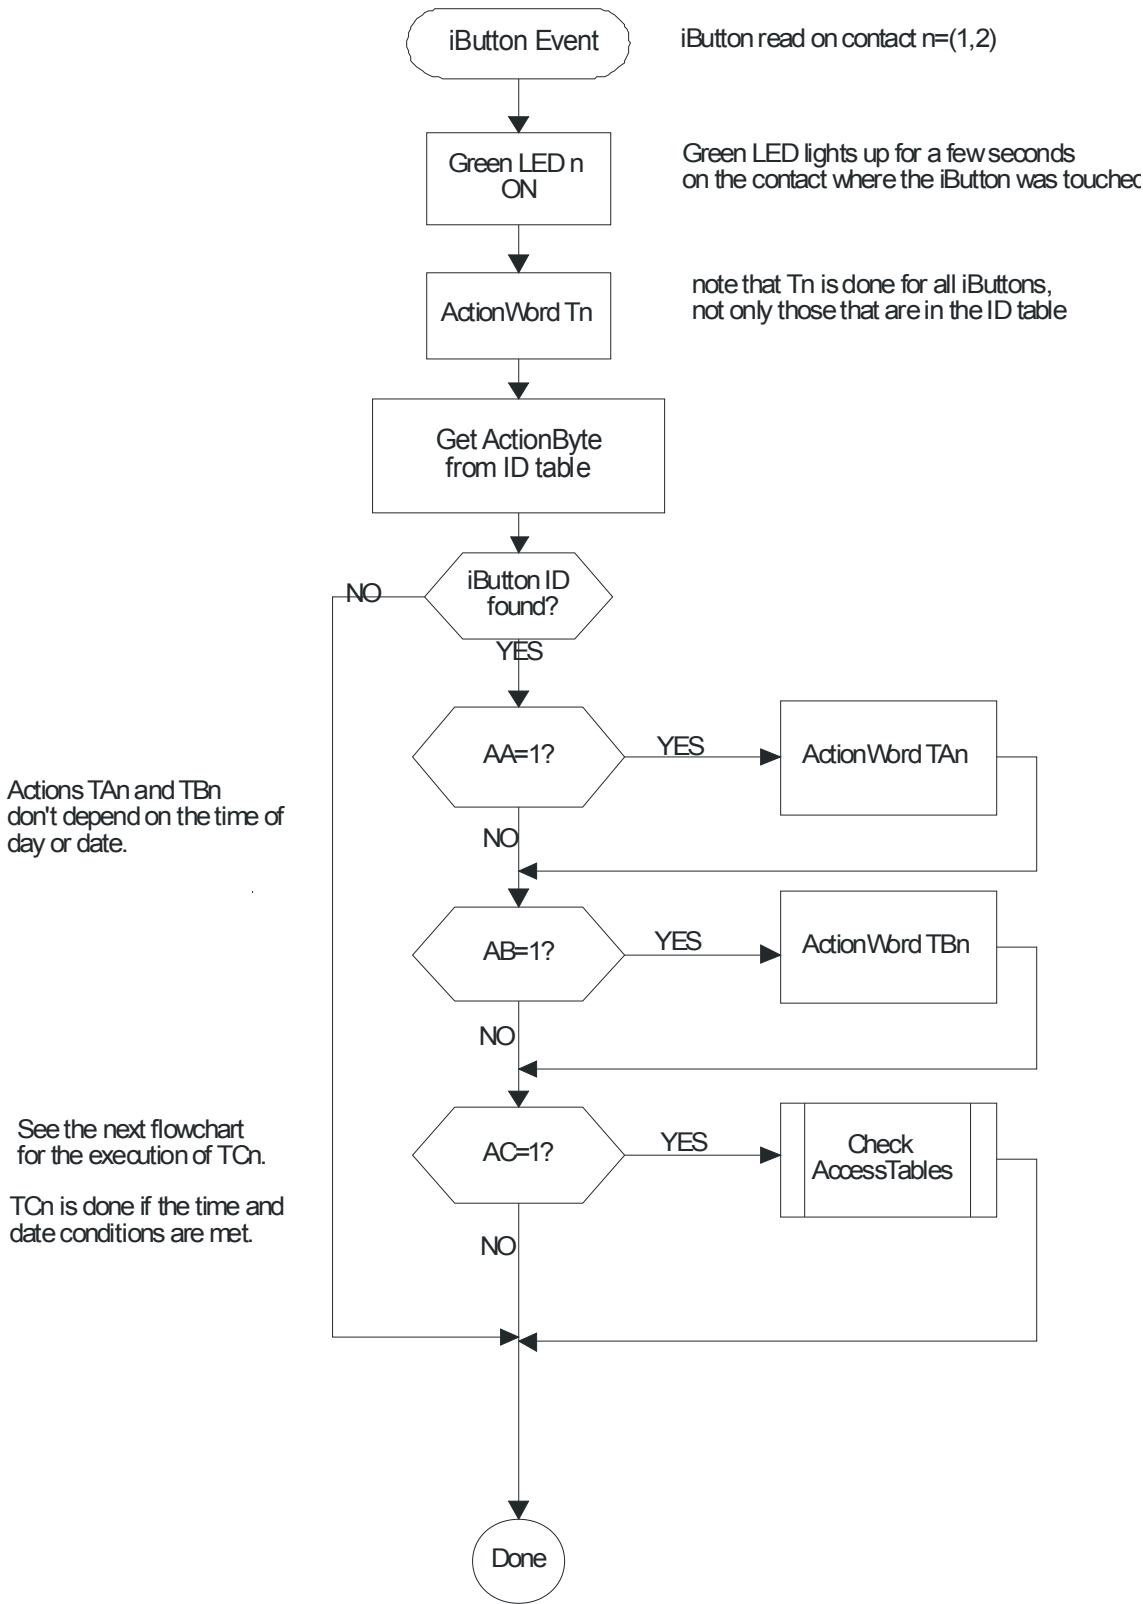 iButton Event
iButton read on contact n=(1,2)
Green LED n
ON
Green LED lights up for a few seconds
on the contact where the iButton was touched
ActionWord Tn
note that Tn is done for all iButtons,
not only those that are in the ID table
Get ActionByte
from ID table
iButton ID
found?
NO
YES
AA=1?
YES
ActionWord TAn
Actions TAn and TBn
don't depend on the time of
day or date.
NO
AB=1?
YES
ActionWord TBn
NO
See the next flowchart
for the execution of TCn.
TCn is done if the time and
date conditions are met.
AC=1?
YES
Check
AccessTables
NO
Done